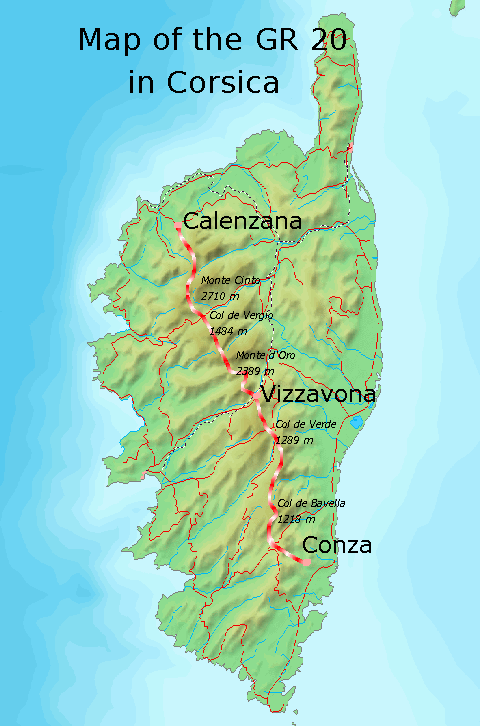 Map of the GR 20
in Corsica
Calenzana
Monte Cinto
2710 m
Col de Vergio
1484 m
Monte d'Oro
2389 m
Vizzavona
Col de Verde
1289 m
Col de Bavella
1218 m
Conza